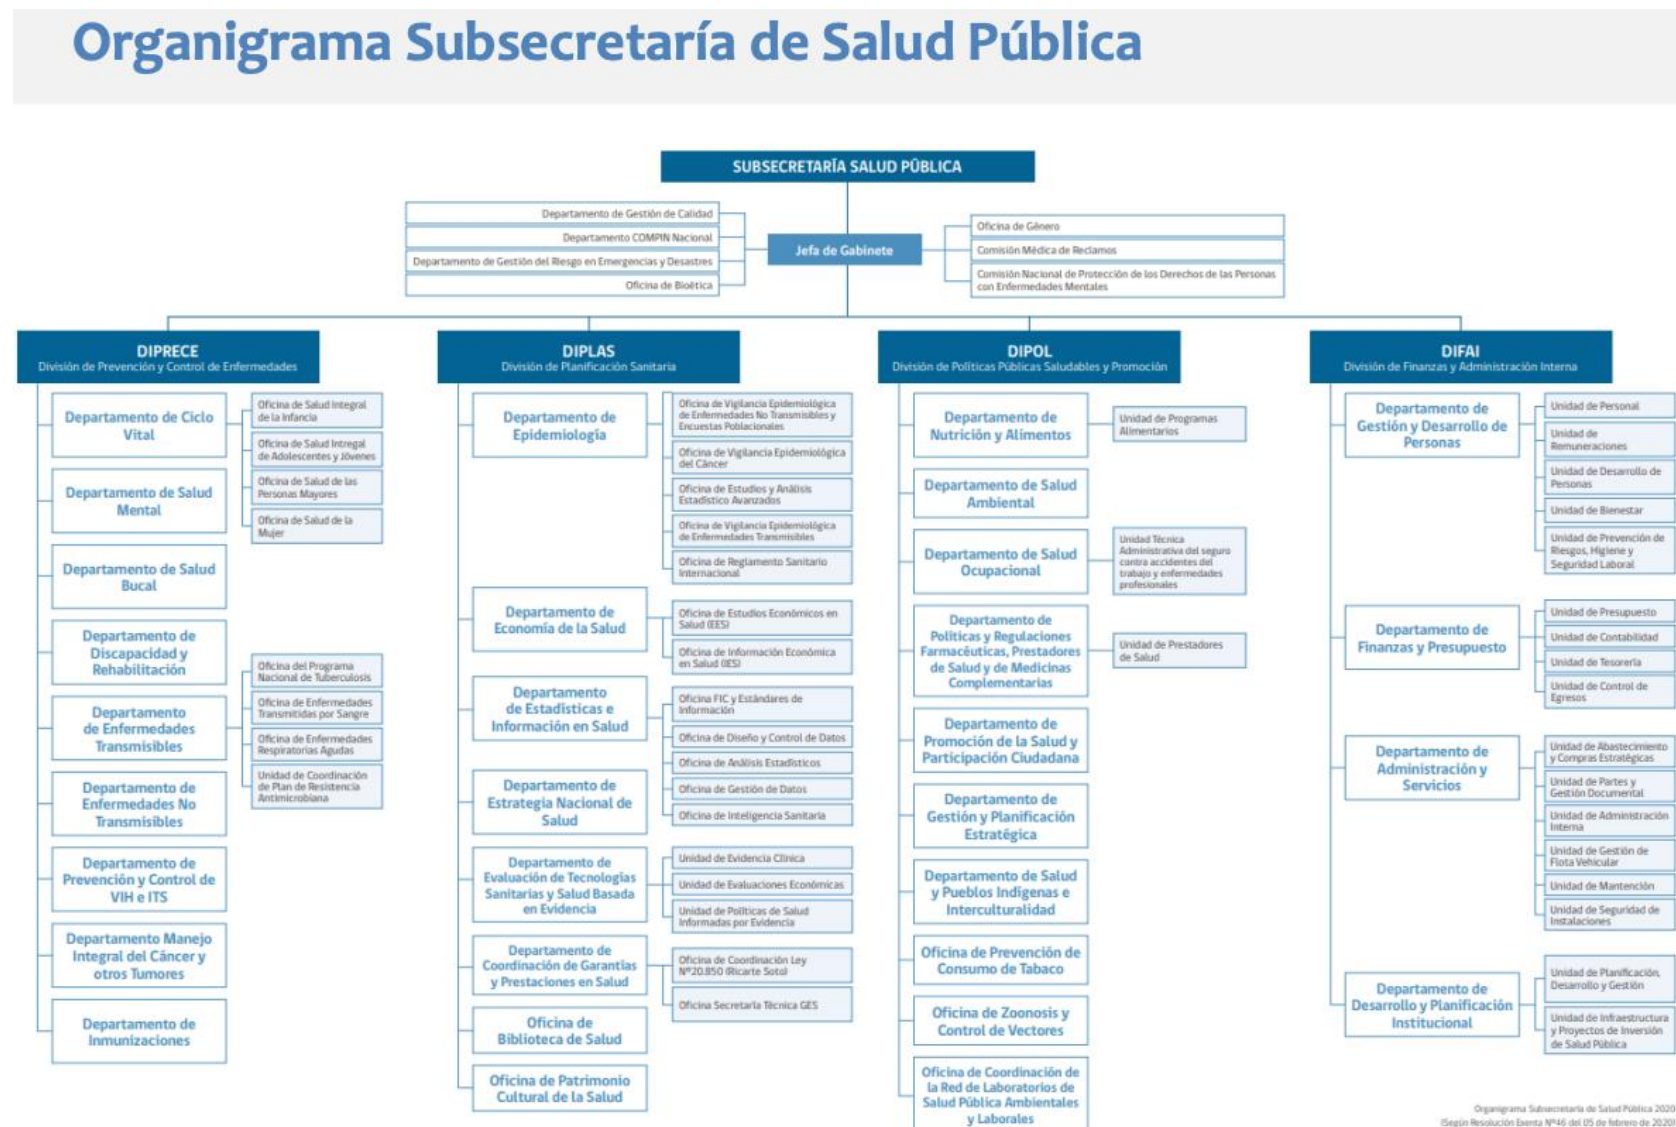 Organigrama Subsecretaría de Salud Pública
SUBSECRETARÍA SALUD PÚBLICA
Departamento de Gestión de Calidad
Departamento COMPIN Nacional
Departamento de Gestión del Riesgo en Emergencias y Desastres
Oficina de Bioética
Jefa de Gabinete
Oficina de Género
Comisión Médica de Reclamos
Comisión Nacional de Protección de los Derechos de las Personas
con Enfermedades Mentales
DIPRECE
División de Prevención y Control de Enfermedades
Departamento de Ciclo
Vital
Oficina de Salud Integral
de la Infancia
Oficina de Salud Intregal
de Adolescentes y Jóvenes
Oficina de Salud de las
Personas Mayores
Oficina de Salud de la
Mujer
Departamento de Salud
Mental
Departamento de Salud
Bucal
Departamento de
Discapacidad y
Rehabilitación
Departamento
de Enfermedades
Transmisibles
Oficina del Programa
Nacional de Tuberculosis
Oficina de Enfermedades
Transmitidas por Sangre
Oficina de Enfermedades
Respiratorias Agudas
Unidad de Coordinación
de Plan de Resistencia
Antimicrobiana
Departamento de
Enfermedades No
Transmisibles
Departamento de
Prevención y Control de
VIH e ITS
Departamento Manejo
Integral del Cáncer y
otros Tumores
Departamento de
Inmunizaciones
DIPLAS
División de Planificación Sanitaria
Departamento de
Epidemiología
Oficina de Vigilancia Epidemiológica
de Enfermedades No Transmisibles y
Encuestas Poblacionales
Oficina de Vigilancia Epidemiológica
del Cáncer
Oficina de Estudios y Análisis
Estadístico Avanzados
Oficina de Vigilancia Epidemiológica
de Enfermedades Transmisibles
Oficina de Reglamento Sanitario
Internacional
Departamento de
Economía de la Salud
Oficina de Estudios Económicos en
Salud (EES)
Oficina de Información Económica
en Salud (IES)
Departamento
de Estadísticas e
Información en Salud
Oficina FIC y Estándares de
Información
Oficina de Diseño y Control de Datos
Oficina de Análisis Estadísticos
Oficina de Gestión de Datos
Oficina de Inteligencia Sanitaria
Departamento de
Estrategia Nacional de
Salud
Departamento de
Evaluación de Tecnologías
Sanitarias y Salud Basada
en Evidencia
Unidad de Evidencia Clínica
Unidad de Evaluaciones Económicas
Unidad de Políticas de Salud
Informadas por Evidencia
Departamento de
Coordinación de Garantías
y Prestaciones en Salud
Oficina de Coordinación Ley
Nº20.850 (Ricarte Soto)
Oficina Secretaría Técnica GES
Oficina de
Biblioteca de Salud
Oficina de Patrimonio
Cultural de la Salud
DIPOL
División de Políticas Públicas Saludables y Promoción
Departamento de
Nutrición y Alimentos
Unidad de Programas
Alimentarios
Departamento de Salud
Ambiental
Departamento de Salud
Ocupacional
Unidad Técnica
Administrativa del seguro
contra accidentes del
trabajo y enfermedades
profesionales
Departamento de
Políticas y Regulaciones
Farmacéuticas, Prestadores
de Salud y de Medicinas
Complementarias
Unidad de Prestadores
de Salud
Departamento de
Promoción de la Salud y
Participación Ciudadana
Departamento de
Gestión y Planificación
Estratégica
Departamento de Salud
y Pueblos Indígenas e
Interculturalidad
Oficina de Prevención de
Consumo de Tabaco
Oficina de Zoonosis y
Control de Vectores
Oficina de Coordinación de
la Red de Laboratorios de
Salud Pública Ambientales
y Laborales
DIFAI
División de Finanzas y Administración Interna
Departamento de
Gestión y Desarrollo de
Personas
Unidad de Personal
Unidad de
Remuneraciones
Unidad de Desarrollo de
Personas
Unidad de Bienestar
Unidad de Prevención de
Riesgos, Higiene y
Seguridad Laboral
Departamento de
Finanzas y Presupuesto
Unidad de Presupuesto
Unidad de Contabilidad
Unidad de Tesorería
Unidad de Control de
Egresos
Departamento de
Administración y
Servicios
Unidad de Abastecimiento
y Compras Estratégicas
Unidad de Partes y
Gestión Documental
Unidad de Administración
Interna
Unidad de Gestión de
Flota Vehicular
Unidad de Mantención
Unidad de Seguridad de
Instalaciones
Departamento de
Desarrollo y Planificación
Institucional
Unidad de Planificación,
Desarrollo y Gestión
Unidad de Infraestructura
y Proyectos de Inversión
de Salud Pública
Organigrama Subsecretaría de Salud Pública 2020
(Según Resolución Exenta Nº46 del 05 de febrero de 2020)